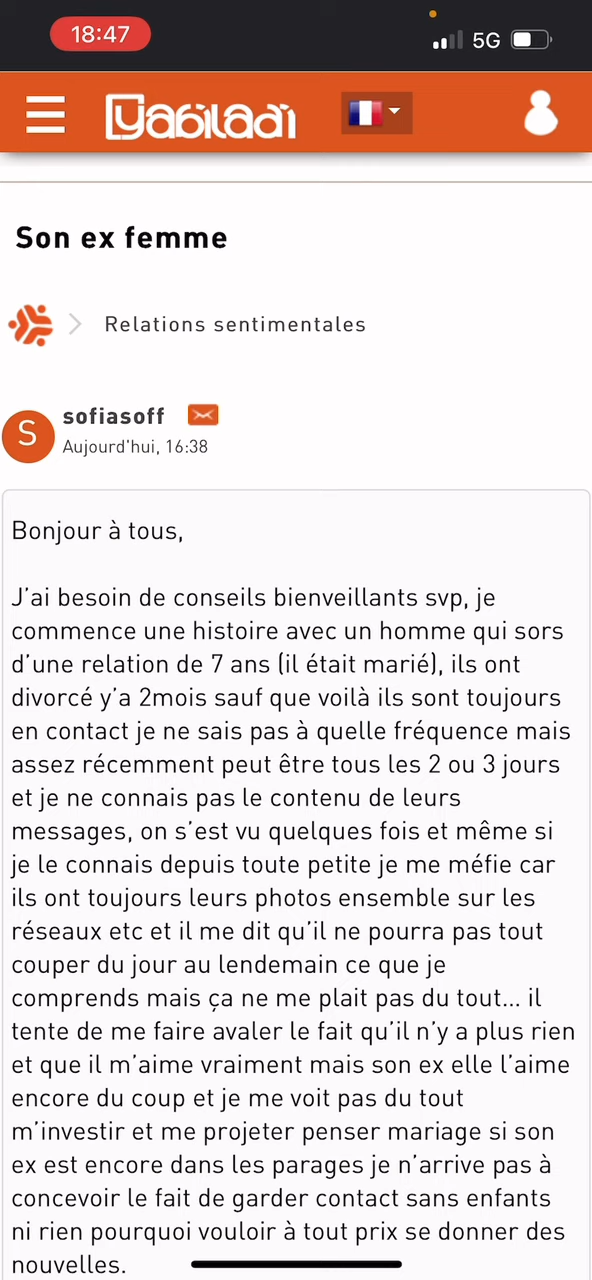 18:47
5G
Yabiladi
Son ex femme
Relations sentimentales
S
sofiasoff
Aujourd'hui, 16:38
Bonjour à tous,
J'ai besoin de conseils bienveillants svp, je
commence une histoire avec un homme qui sors
d'une relation de 7 ans (il était marié), ils ont
divorcé y'a 2mois sauf que voilà ils sont toujours
en contact je ne sais pas à quelle fréquence mais
assez récemment peut être tous les 2 ou 3 jours
et je ne connais pas le contenu de leurs
messages, on s'est vu quelques fois et même si
je le connais depuis toute petite je me méfie car
ils ont toujours leurs photos ensemble sur les
réseaux etc et il me dit qu'il ne pourra pas tout
couper du jour au lendemain ce que je
comprends mais ça ne me plait pas du tout... il
tente de me faire avaler le fait qu'il n'y a plus rien
et que il m'aime vraiment mais son ex elle l'aime
encore du coup et je me voit pas du tout
m'investir et me projeter penser mariage si son
ex est encore dans les parages je n'arrive pas à
concevoir le fait de garder contact sans enfants
ni rien pourquoi vouloir à tout prix se donner des
nouvelles.